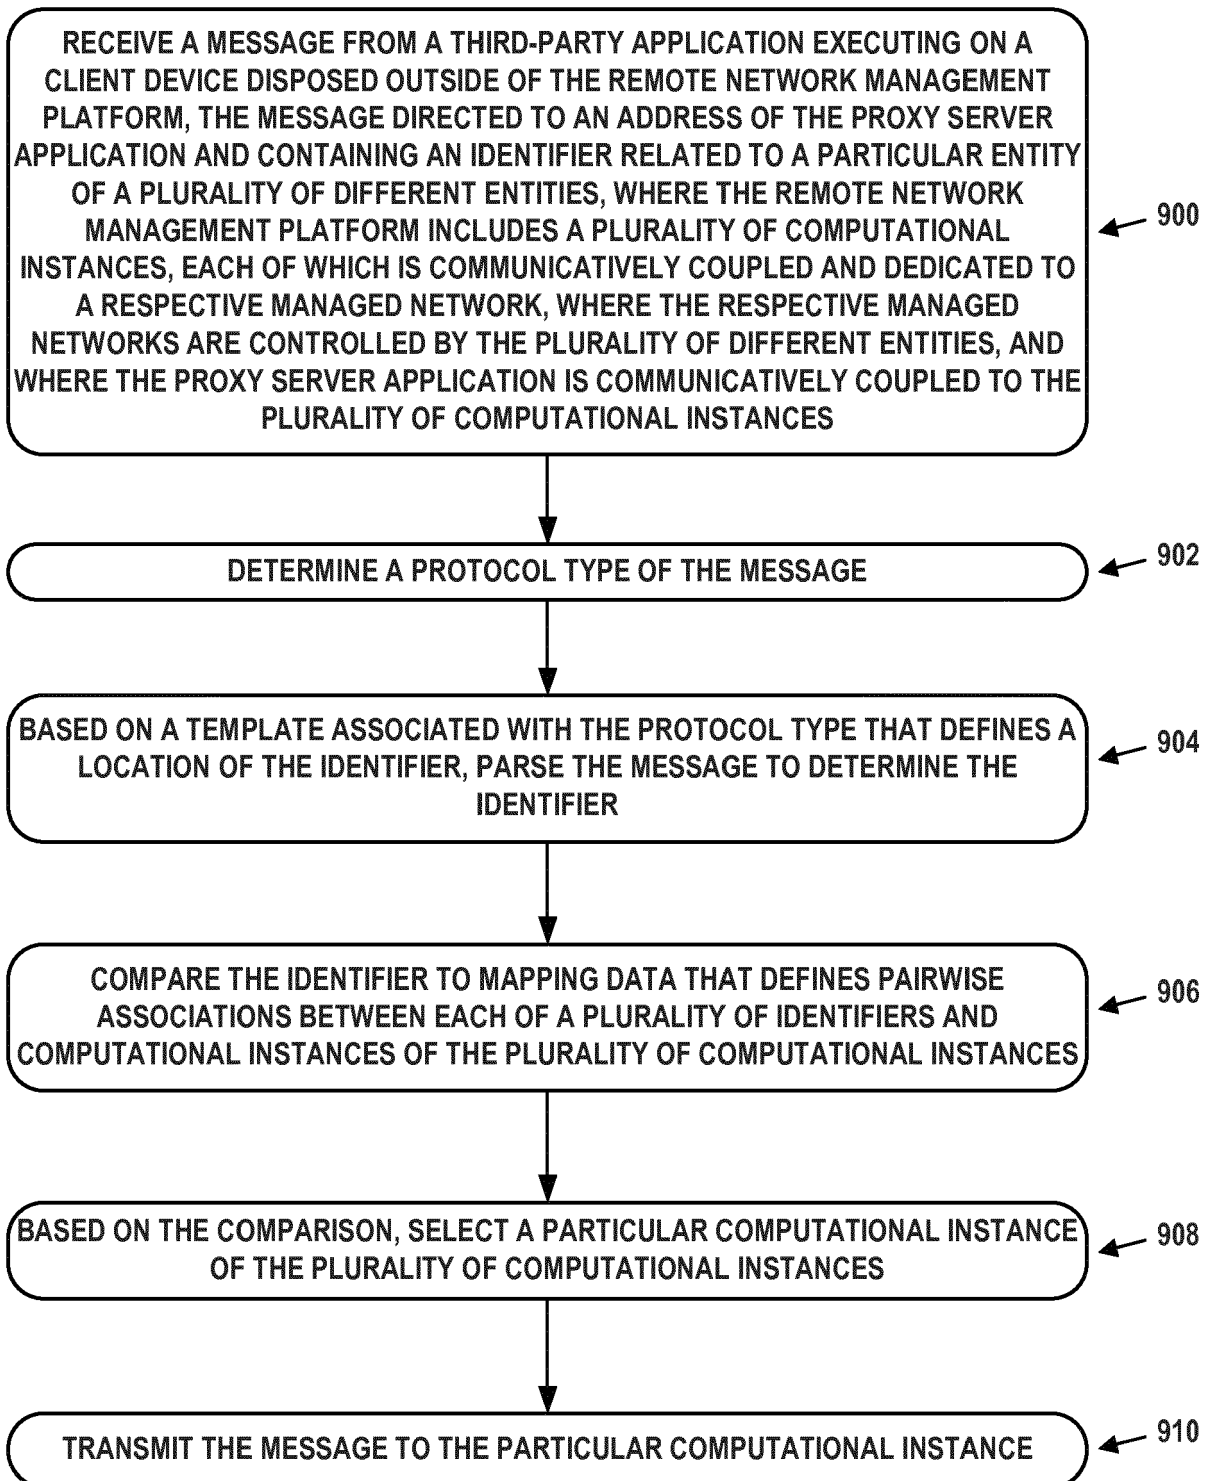 RECEIVE A MESSAGE FROM A THIRD-PARTY APPLICATION EXECUTING ON A
CLIENT DEVICE DISPOSED OUTSIDE OF THE REMOTE NETWORK MANAGEMENT
PLATFORM, THE MESSAGE DIRECTED TO AN ADDRESS OF THE PROXY SERVER
APPLICATION AND CONTAINING AN IDENTIFIER RELATED TO A PARTICULAR ENTITY
OF A PLURALITY OF DIFFERENT ENTITIES, WHERE THE REMOTE NETWORK
MANAGEMENT PLATFORM INCLUDES A PLURALITY OF COMPUTATIONAL
INSTANCES, EACH OF WHICH IS COMMUNICATIVELY COUPLED AND DEDICATED TO
A RESPECTIVE MANAGED NETWORK, WHERE THE RESPECTIVE MANAGED
NETWORKS ARE CONTROLLED BY THE PLURALITY OF DIFFERENT ENTITIES, AND
WHERE THE PROXY SERVER APPLICATION IS COMMUNICATIVELY COUPLED TO THE
PLURALITY OF COMPUTATIONAL INSTANCES
900
DETERMINE A PROTOCOL TYPE OF THE MESSAGE
902
BASED ON A TEMPLATE ASSOCIATED WITH THE PROTOCOL TYPE THAT DEFINES A
LOCATION OF THE IDENTIFIER, PARSE THE MESSAGE TO DETERMINE THE
IDENTIFIER
904
COMPARE THE IDENTIFIER TO MAPPING DATA THAT DEFINES PAIRWISE
ASSOCIATIONS BETWEEN EACH OF A PLURALITY OF IDENTIFIERS AND
COMPUTATIONAL INSTANCES OF THE PLURALITY OF COMPUTATIONAL INSTANCES
906
BASED ON THE COMPARISON, SELECT A PARTICULAR COMPUTATIONAL INSTANCE
OF THE PLURALITY OF COMPUTATIONAL INSTANCES
908
TRANSMIT THE MESSAGE TO THE PARTICULAR COMPUTATIONAL INSTANCE
910